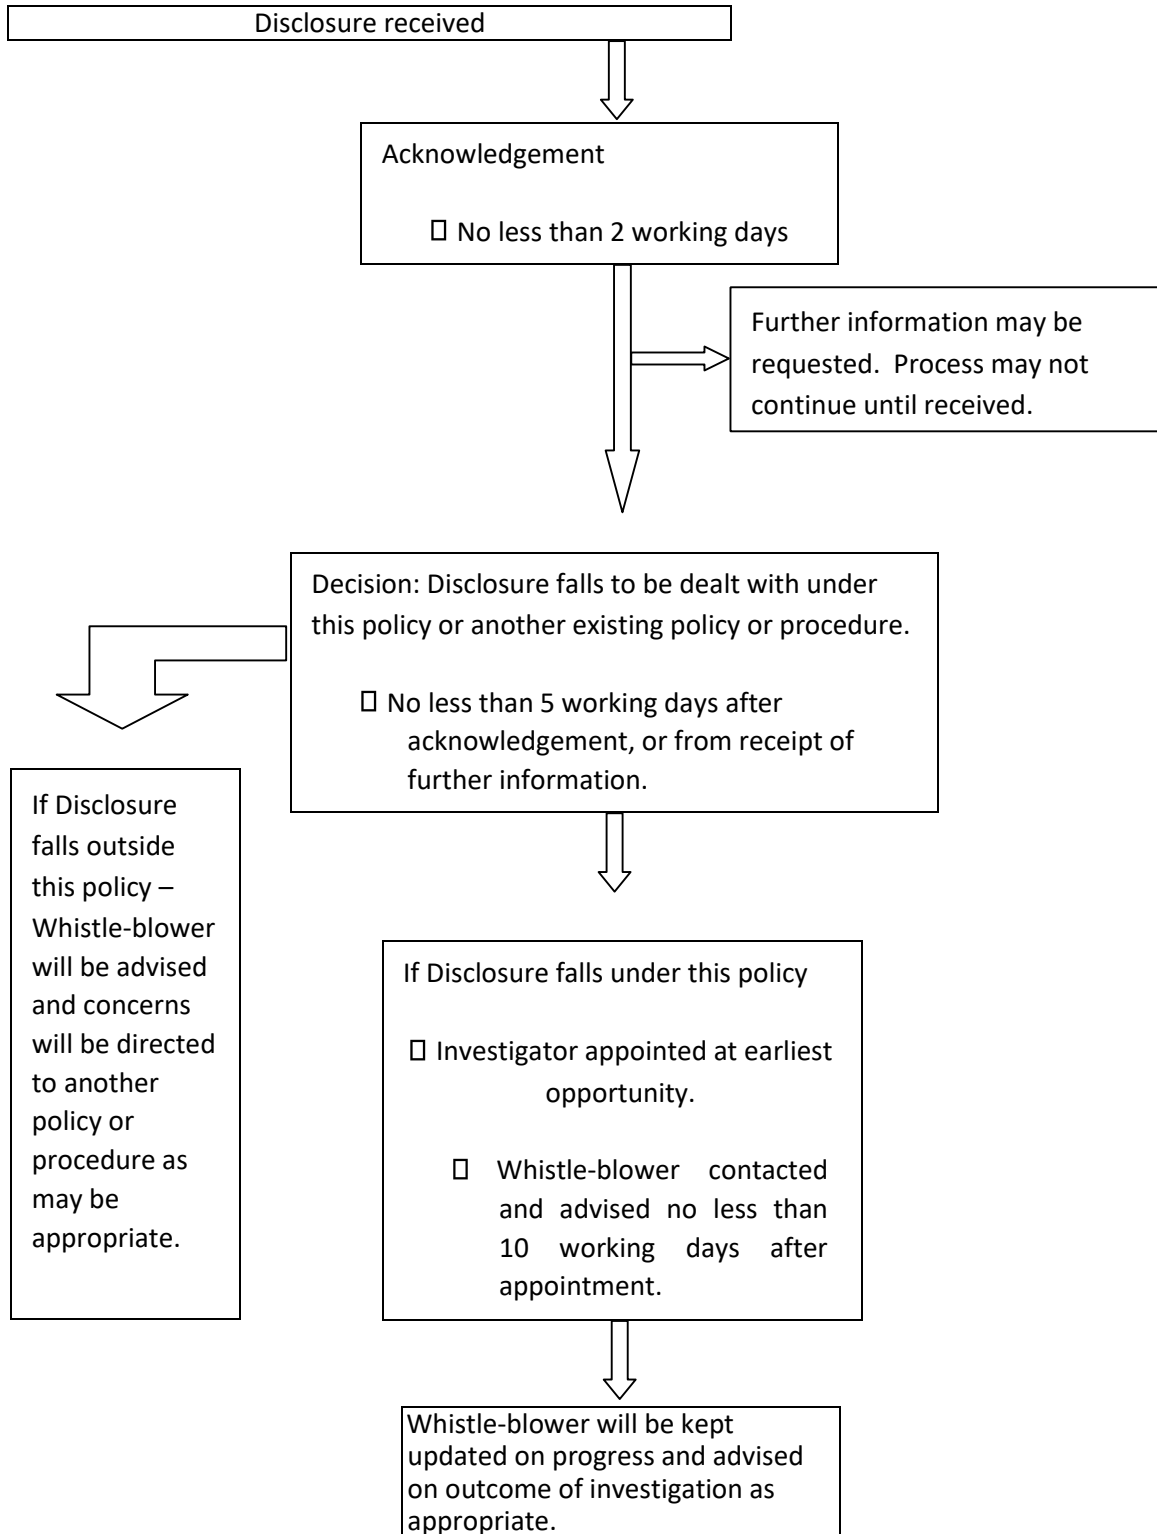 Disclosure received
Acknowledgement
No less than 2 working days
Further information may be
requested.  Process may not
continue until received.
Decision: Disclosure falls to be dealt with under
this policy or another existing policy or procedure.
No less than 5 working days after
acknowledgement, or from receipt of
further information.
If Disclosure
falls outside
this policy –
Whistle-blower
will be advised
and concerns
will be directed
to another
policy or
procedure as
may be
appropriate.
If Disclosure falls under this policy
Investigator appointed at earliest
opportunity.
Whistle-blower contacted
and advised no less than
10 working days after
appointment.
Whistle-blower will be kept
updated on progress and advised
on outcome of investigation as
appropriate.